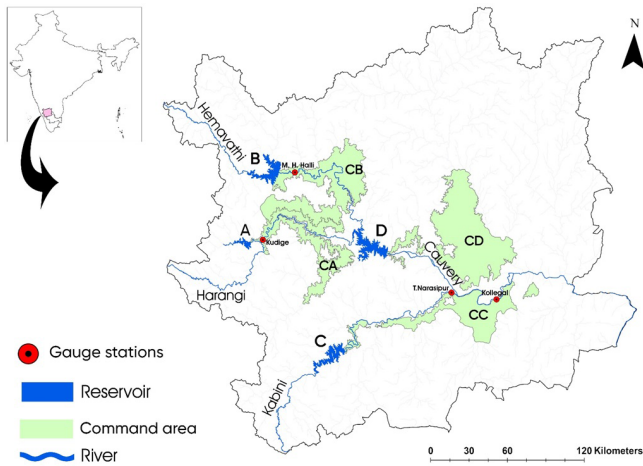 N
Hemavathi
B
M. H. Halli
CB
A
Kudige
D
CD
CA
Cauvery
Harangi
T.Narasipur
Kollegal
CC
C
Kabini
Gauge stations
Reservoir
Command area
River
0 30 60 120 Kilometers